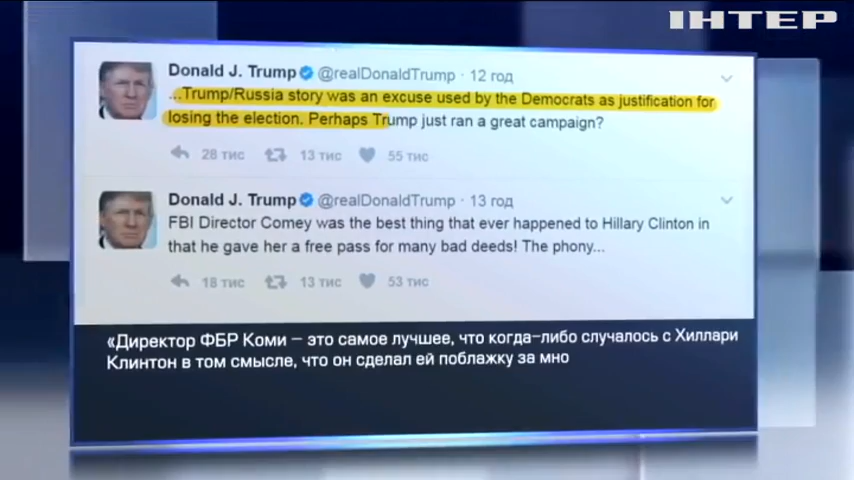 ІНТЕР
Donald J. Trump @realDonaldTrump · 12 год
...Trump/Russia story was an excuse used by the Democrats as justification for
losing the election. Perhaps Trump just ran a great campaign?
28 тис 13 тис 55 тис
Donald J. Trump @realDonaldTrump · 13 год
FBI Director Comey was the best thing that ever happened to Hillary Clinton in
that he gave her a free pass for many bad deeds! The phony...
18 тис 13 тис 53 тис
«Директор ФБР Коми – это самое лучшее, что когда-либо случалось с Хиллари
Клинтон в том смысле, что он сделал ей поблажку за мно